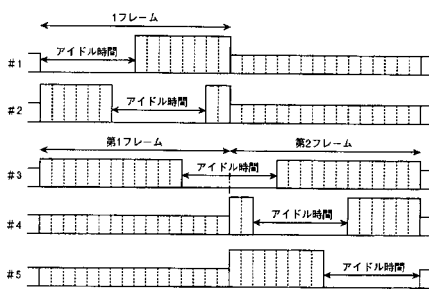 1フレーム
アイドル時間
#1
アイドル時間
#2
第1フレーム
第2フレーム
アイドル時間
#3
アイドル時間
#4
アイドル時間
#5